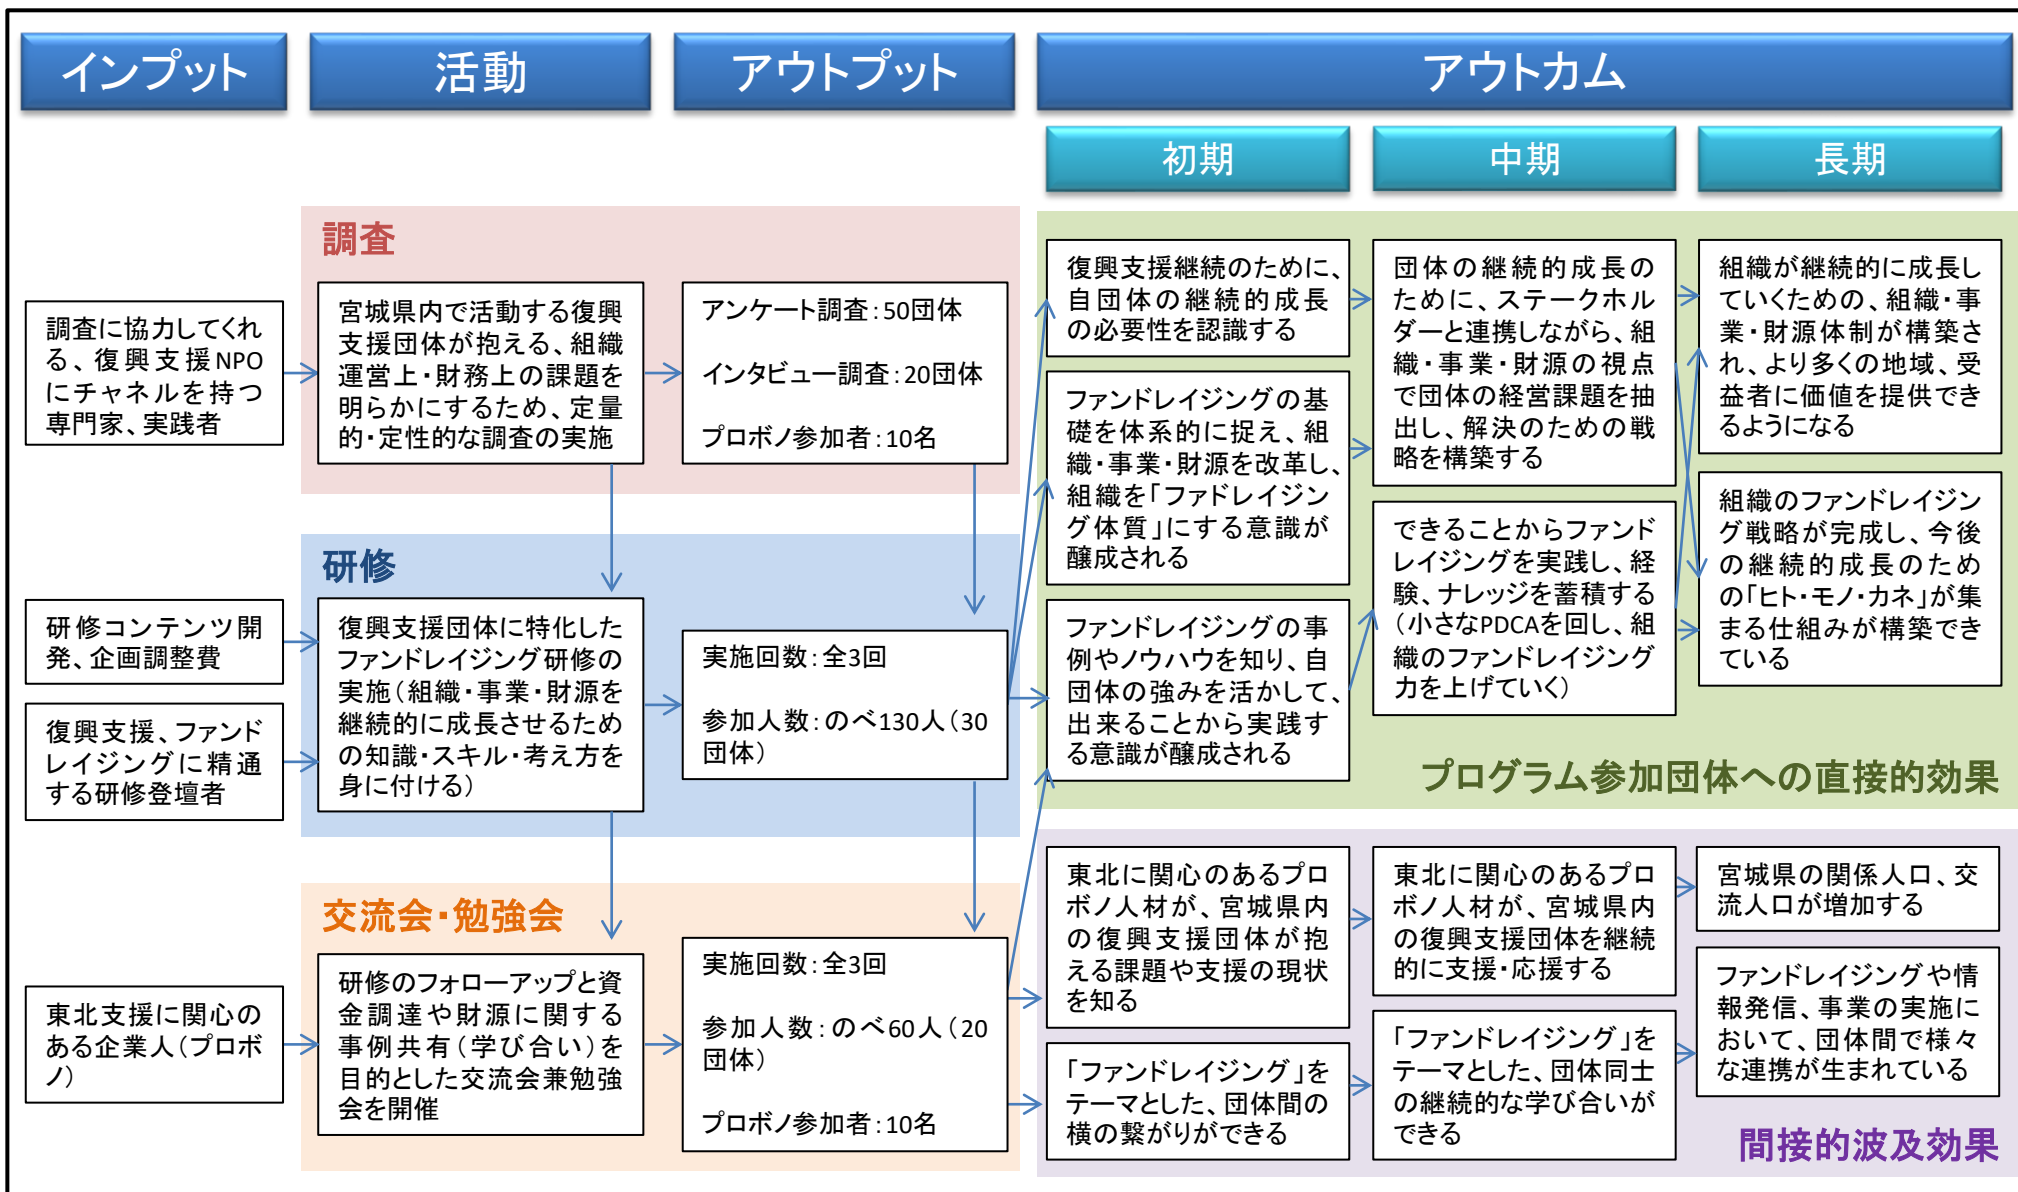 インプット
活動
アウトプット
アウトカム
初期
中期
長期
調査
調査に協力してくれ
る、復興支援NPO
にチャネルを持つ
専門家、実践者
宮城県内で活動する復興
支援団体が抱える、組織
運営上・財務上の課題を
明らかにするため、定量
的・定性的な調査の実施
アンケート調査：50団体
インタビュー調査：20団体
プロボノ参加者：10名
研修
研修コンテンツ開
発、企画調整費
復興支援、ファンド
レイジングに精通
する研修登壇者
復興支援団体に特化した
ファンドレイジング研修の
実施（組織・事業・財源を
継続的に成長させるため
の知識・スキル・考え方を
身に付ける）
実施回数：全3回
参加人数：のべ130人（30
団体）
交流会・勉強会
東北支援に関心の
ある企業人（プロボ
ノ）
研修のフォローアップと資
金調達や財源に関する
事例共有（学び合い）を
目的とした交流会兼勉強
会を開催
実施回数：全3回
参加人数：のべ60人（20
団体）
プロボノ参加者：10名
復興支援継続のために、
自団体の継続的成長
の必要性を認識する
ファンドレイジングの基
礎を体系的に捉え、組
織・事業・財源を改革し、
組織を「ファドレイジン
グ体質」にする意識が
醸成される
ファンドレイジングの事
例やノウハウを知り、自
団体の強みを活かして、
出来ることから実践す
る意識が醸成される
団体の継続的成長の
ために、ステークホル
ダーと連携しながら、組
織・事業・財源の視点
で団体の経営課題を抽
出し、解決のための戦
略を構築する
できることからファンド
レイジングを実践し、経
験、ナレッジを蓄積する
（小さなPDCAを回し、組
織のファンドレイジング
力を上げていく）
組織が継続的に成長し
ていくための、組織・事
業・財源体制が構築さ
れ、より多くの地域、受
益者に価値を提供でき
るようになる
組織のファンドレイジン
グ戦略が完成し、今後
の継続的成長のため
の「ヒト・モノ・カネ」が集
まる仕組みが構築でき
ている
プログラム参加団体への直接的効果
東北に関心のあるプロ
ボノ人材が、宮城県内
の復興支援団体が抱
える課題や支援の現状
を知る
「ファンドレイジング」を
テーマとした、団体間の
横の繋がりができる
東北に関心のあるプロ
ボノ人材が、宮城県内
の復興支援団体を継続
的に支援・応援する
「ファンドレイジング」を
テーマとした、団体同士
の継続的な学び合いが
できる
宮城県の関係人口、交
流人口が増加する
ファンドレイジングや情
報発信、事業の実施に
おいて、団体間で様々
な連携が生まれている
間接的波及効果